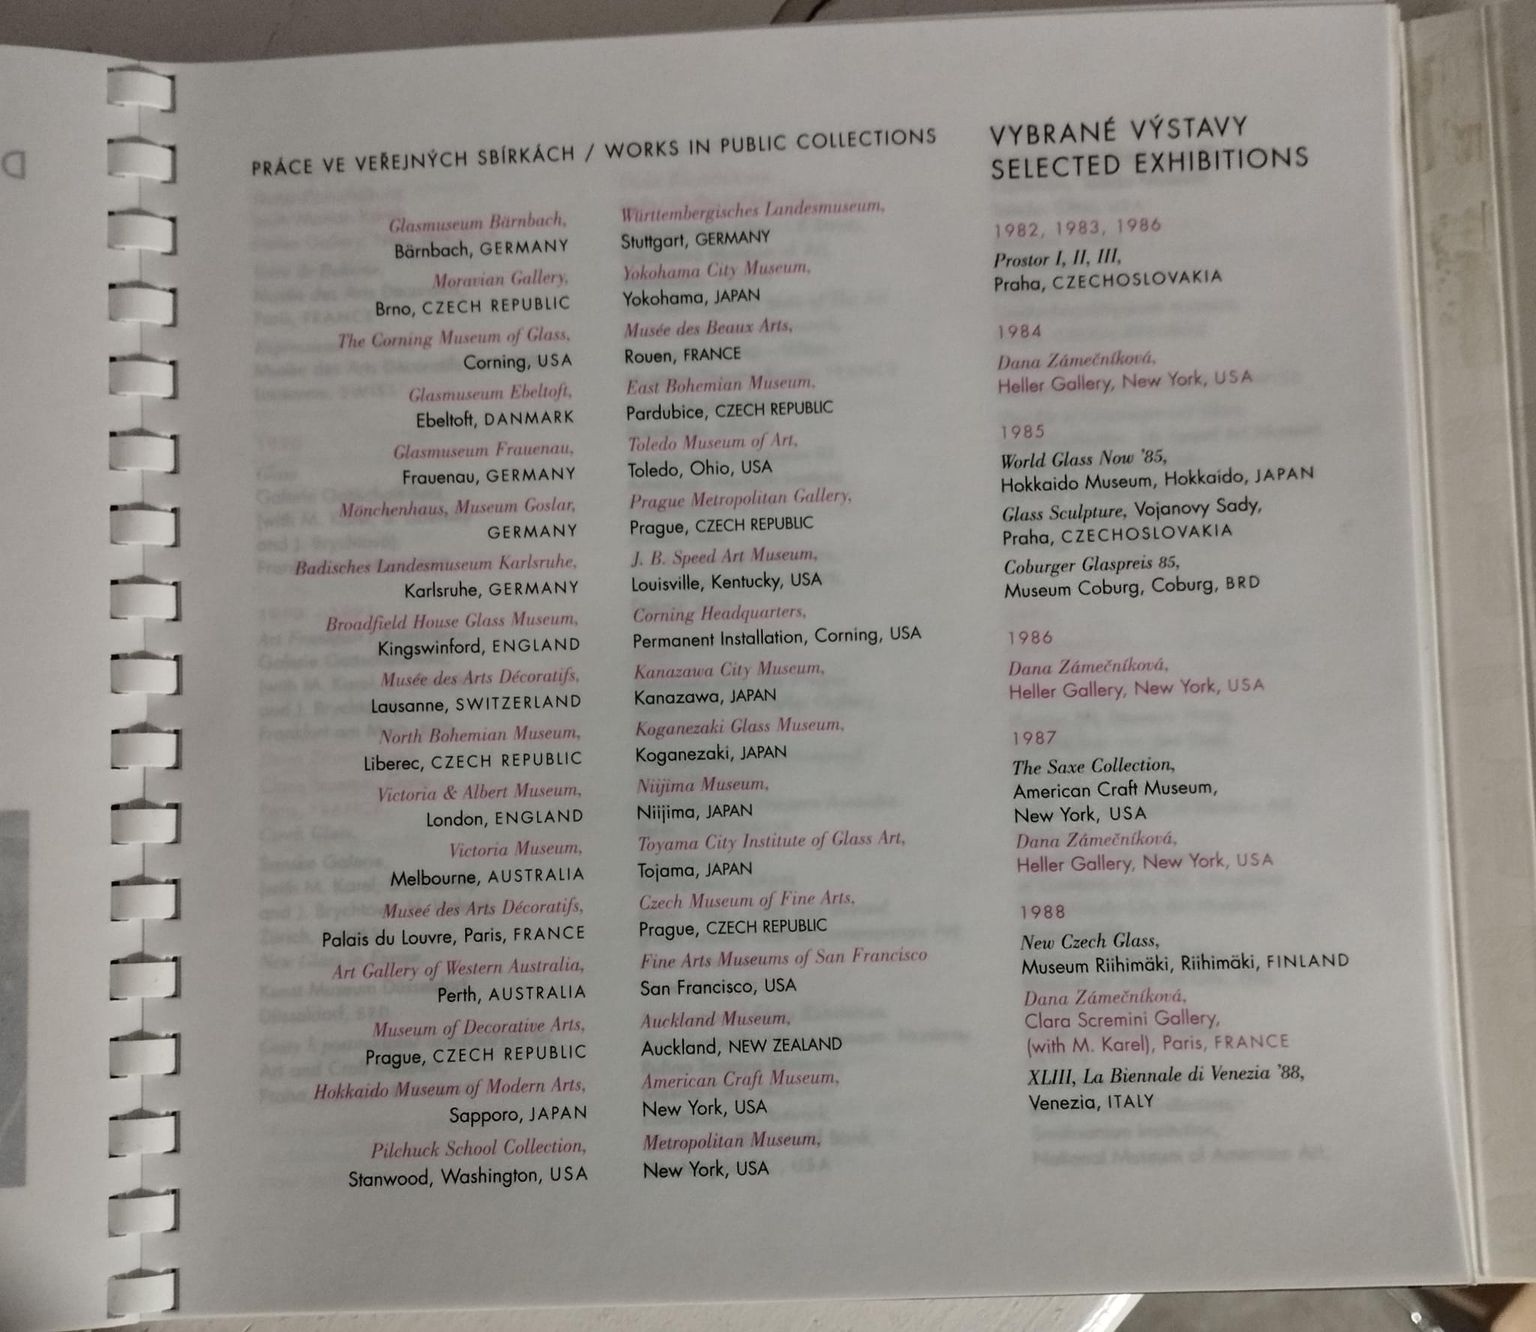 PRÁCE VE VEŘEJNÝCH SBÍRKÁCH / WORKS IN PUBLIC COLLECTIONS
Glasmuseum Bärnbach,
Bärnbach, GERMANY
Moravian Gallery,
Brno, CZECH REPUBLIC
The Corning Museum of Glass,
Corning, USA
Glasmuseum Ebeltoft,
Ebeltoft, DANMARK
Glasmuseum Frauenau,
Frauenau, GERMANY
Mönchenhaus, Museum Goslar,
GERMANY
Badisches Landesmuseum Karlsruhe,
Karlsruhe, GERMANY
Broadfield House Glass Museum,
Kingswinford, ENGLAND
Musée des Arts Décoratifs,
Lausanne, SWITZERLAND
North Bohemian Museum,
Liberec, CZECH REPUBLIC
Victoria & Albert Museum,
London, ENGLAND
Victoria Museum,
Melbourne, AUSTRALIA
Museé des Arts Décoratifs,
Palais du Louvre, Paris, FRANCE
Art Gallery of Western Australia,
Perth, AUSTRALIA
Museum of Decorative Arts,
Prague, CZECH REPUBLIC
Hokkaido Museum of Modern Arts,
Sapporo, JAPAN
Pilchuck School Collection,
Stanwood, Washington, USA
Württembergisches Landesmuseum,
Stuttgart, GERMANY
Yokohama City Museum,
Yokohama, JAPAN
Musée des Beaux Arts,
Rouen, FRANCE
East Bohemian Museum,
Pardubice, CZECH REPUBLIC
Toledo Museum of Art,
Toledo, Ohio, USA
Prague Metropolitan Gallery,
Prague, CZECH REPUBLIC
J. B. Speed Art Museum,
Louisville, Kentucky, USA
Corning Headquarters,
Permanent Installation, Corning, USA
Kanazawa City Museum,
Kanazawa, JAPAN
Koganezaki Glass Museum,
Koganezaki, JAPAN
Niijima Museum,
Niijima, JAPAN
Toyama City Institute of Glass Art,
Tojama, JAPAN
Czech Museum of Fine Arts,
Prague, CZECH REPUBLIC
Fine Arts Museums of San Francisco
San Francisco, USA
Auckland Museum,
Auckland, NEW ZEALAND
American Craft Museum,
New York, USA
Metropolitan Museum,
New York, USA
VYBRANÉ VÝSTAVY
SELECTED EXHIBITIONS
1982, 1983, 1986
Prostor I, II, III,
Praha, CZECHOSLOVAKIA
1984
Dana Zámečníková,
Heller Gallery, New York, USA
1985
World Glass Now '85,
Hokkaido Museum, Hokkaido, JAPAN
Glass Sculpture, Vojanovy Sady,
Praha, CZECHOSLOVAKIA
Coburger Glaspreis 85,
Museum Coburg, Coburg, BRD
1986
Dana Zámečníková,
Heller Gallery, New York, USA
1987
The Saxe Collection,
American Craft Museum,
New York, USA
Dana Zámečníková,
Heller Gallery, New York, USA
1988
New Czech Glass,
Museum Riihimäki, Riihimäki, FINLAND
Dana Zámečníková,
Clara Scremini Gallery,
(with M. Karel), Paris, FRANCE
XLIII, La Biennale di Venezia '88,
Venezia, ITALY